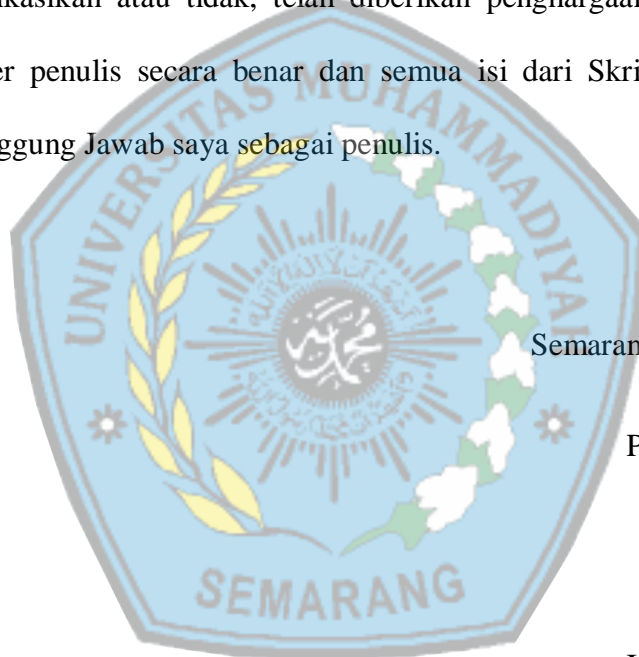 kasikan atau tidak, telah diberikan penghargaan
er penulis secara benar dan semua isi dari Skri
ggung Jawab saya sebagai penulis.
UNIVERSITAS MUHAMMADIYAH
Semaran
P
SEMARANG